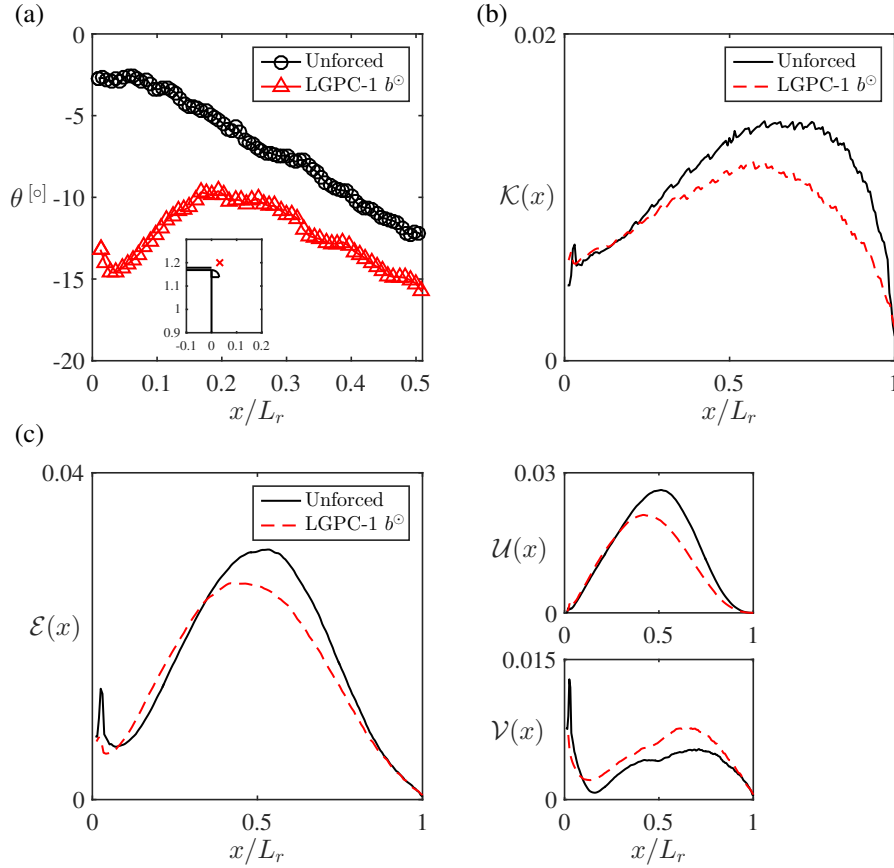 (a)
0
-5
-10
-15
-20
θ [∘]
Unforced
LGPC-1 b⊙
1.2
1.1
1
0.9
-0.1 0 0.1 0.2
0 0.1 0.2 0.3 0.4 0.5
x/Lr
(b)
0.02
0
K(x)
Unforced
LGPC-1 b⊙
0 0.5 1
x/Lr
(c)
0.04
0
E(x)
Unforced
LGPC-1 b⊙
0 0.5 1
x/Lr
0.03
0
U(x)
0 0.5 1
0.015
0
V(x)
0 0.5 1
x/Lr